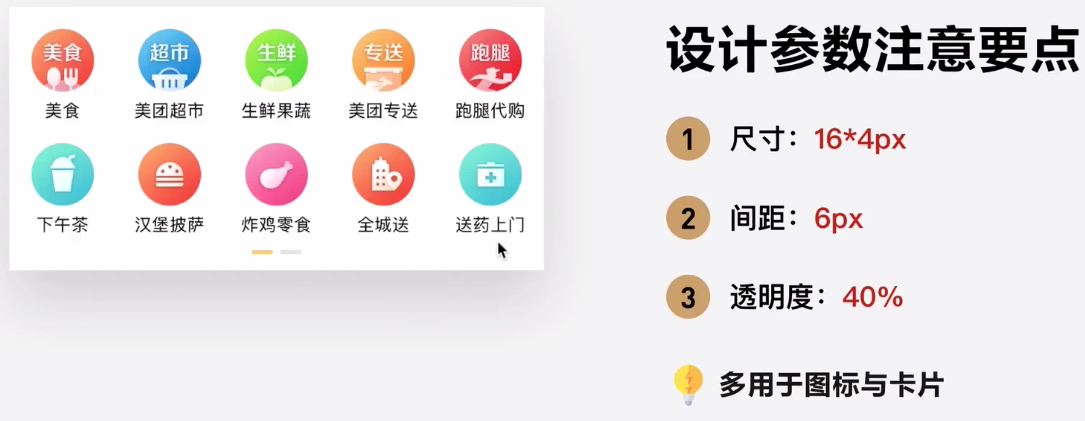 美食 超市 生鲜 专送 跑腿
美食 美团超市 生鲜果蔬 美团专送 跑腿代购
下午茶 汉堡披萨 炸鸡零食 全城送 送药上门
设计参数注意要点
1 尺寸：16*4px
2 间距：6px
3 透明度：40%
多用于图标与卡片